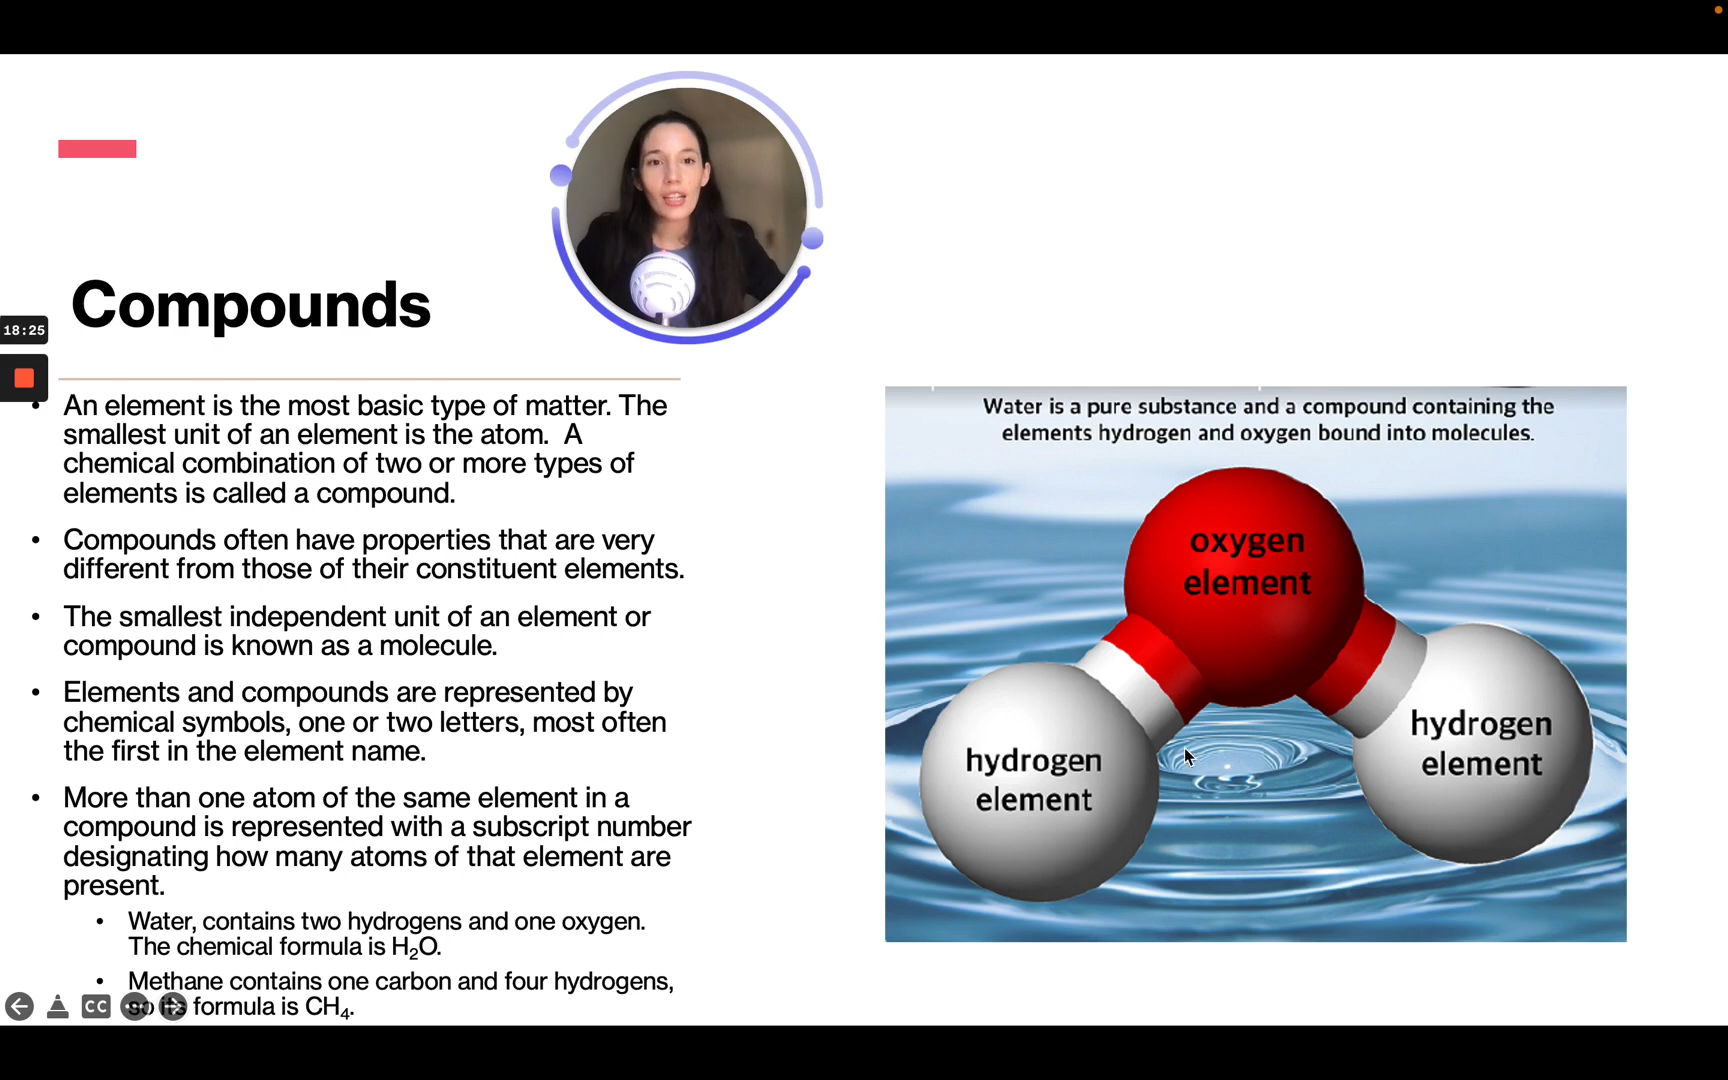 Compounds
18:25
• An element is the most basic type of matter. The
smallest unit of an element is the atom.  A
chemical combination of two or more types of
elements is called a compound.
• Compounds often have properties that are very
different from those of their constituent elements.
• The smallest independent unit of an element or
compound is known as a molecule.
• Elements and compounds are represented by
chemical symbols, one or two letters, most often
the first in the element name.
• More than one atom of the same element in a
compound is represented with a subscript number
designating how many atoms of that element are
present.
• Water, contains two hydrogens and one oxygen.
The chemical formula is H₂O.
• Methane contains one carbon and four hydrogens,
so its formula is CH₄.
CC
Water is a pure substance and a compound containing the
elements hydrogen and oxygen bound into molecules.
oxygen
element
hydrogen
element
hydrogen
element